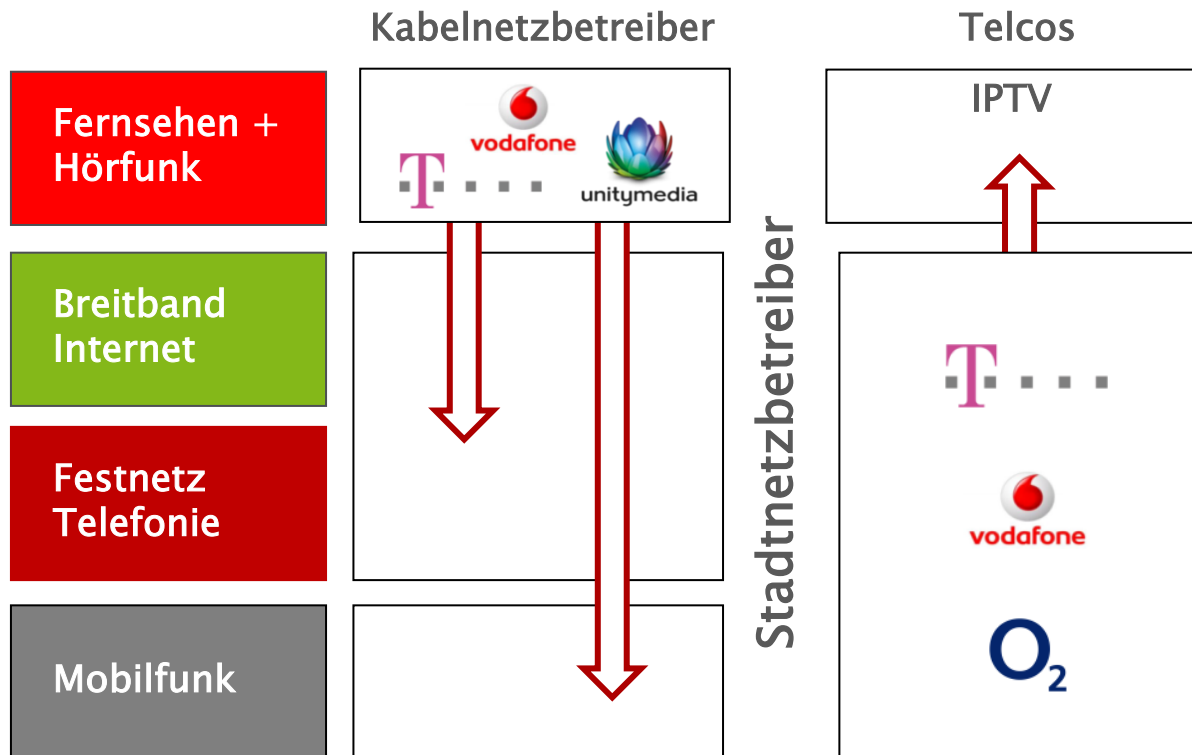 Kabelnetzbetreiber
Telcos
Fernsehen +
Hörfunk
vodafone
T
unitymedia
IPTV
Breitband
Internet
Festnetz
Telefonie
Mobilfunk
Stadtnetzbetreiber
T
vodafone
O2